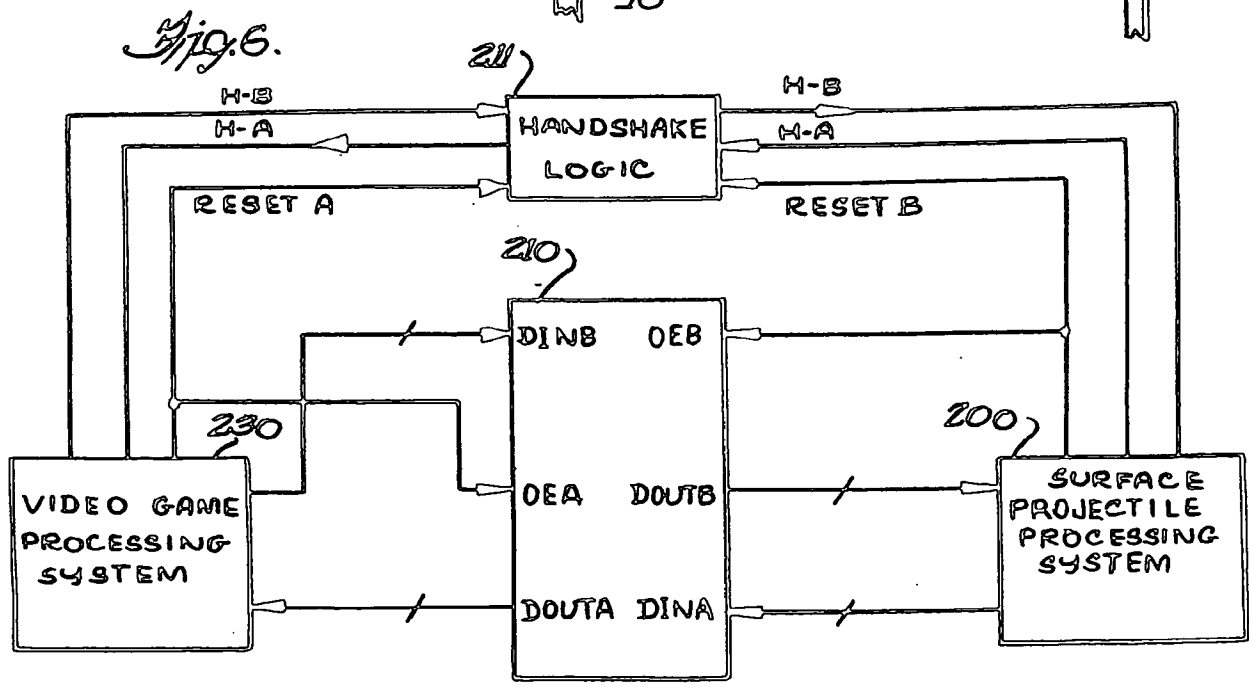 Fig.6.
211
H-B
H-A
RESET A
HANDSHAKE
LOGIC
H-B
H-A
RESET B
210
DINB OEB
OEA DOUTB
DOUTA DINA
230
VIDEO GAME
PROCESSING
SYSTEM
200
SURFACE
PROJECTILE
PROCESSING
SYSTEM